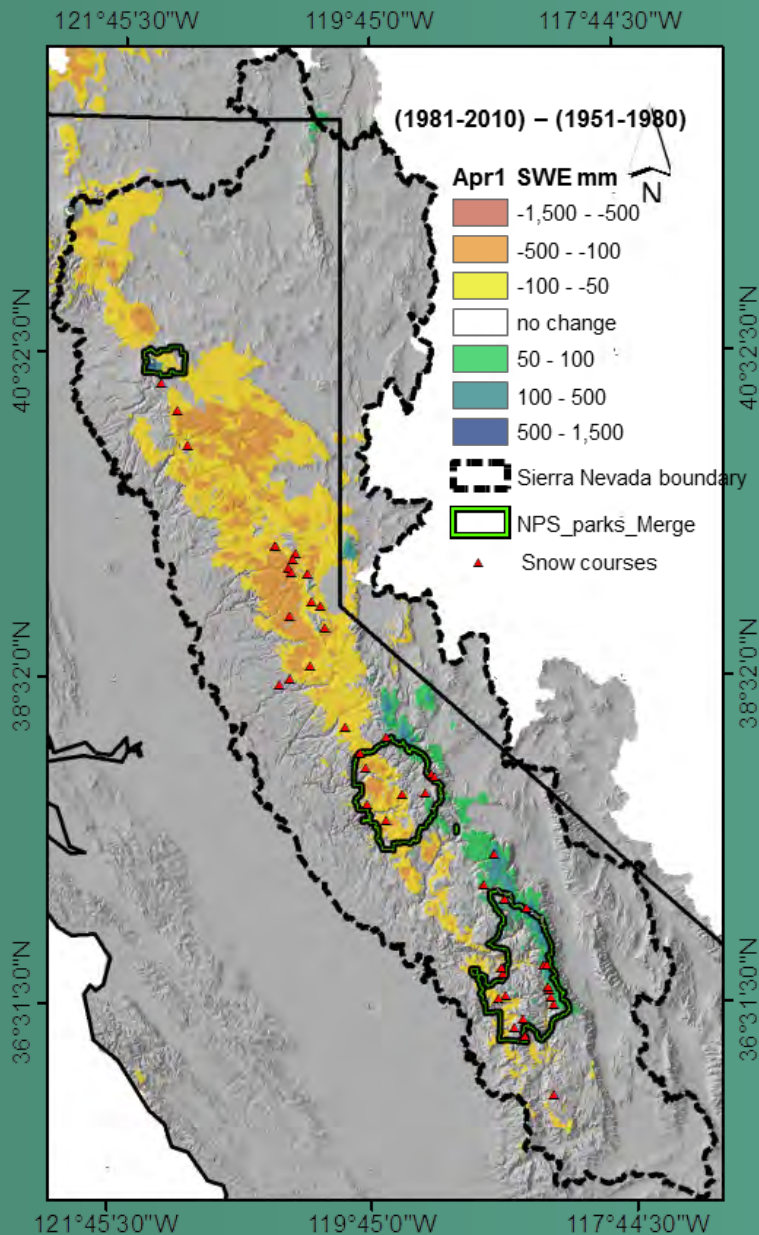 121°45'30"W 119°45'0"W 117°44'30"W
(1981-2010) – (1951-1980)
N
Apr1 SWE mm
-1,500 - -500
-500 - -100
-100 - -50
no change
50 - 100
100 - 500
500 - 1,500
Sierra Nevada boundary
NPS_parks_Merge
Snow courses
40°32'30"N 40°32'30"N
38°32'0"N 38°32'0"N
36°31'30"N 36°31'30"N
121°45'30"W 119°45'0"W 117°44'30"W